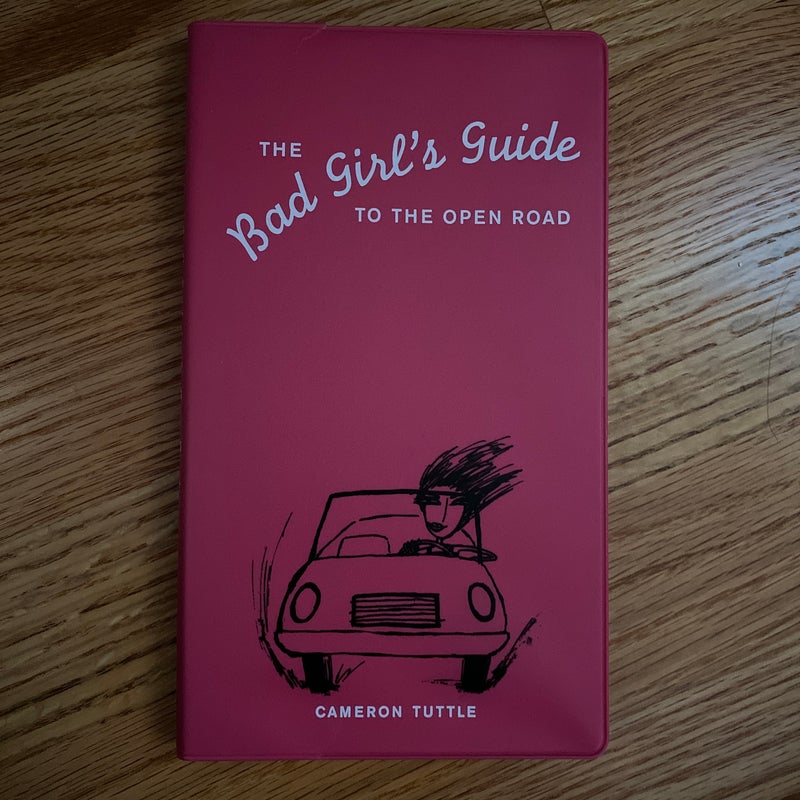 THE
Bad Girl's Guide
TO THE OPEN ROAD
CAMERON TUTTLE